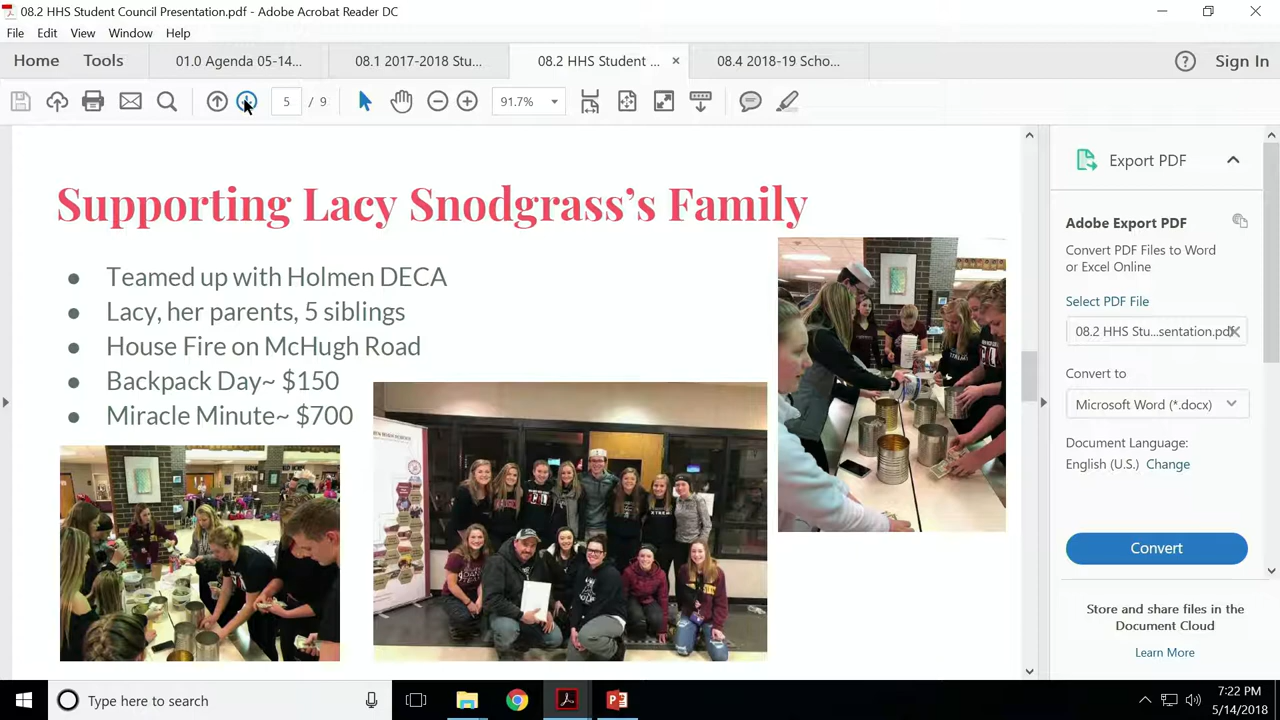 08.2 HHS Student Council Presentation.pdf - Adobe Acrobat Reader DC
File Edit View Window Help
Home Tools 01.0 Agenda 05-14... 08.1 2017-2018 Stu... 08.2 HHS Student ... × 08.4 2018-19 Scho... ? Sign In
5 / 9 91.7%
Supporting Lacy Snodgrass’s Family
● Teamed up with Holmen DECA
● Lacy, her parents, 5 siblings
● House Fire on McHugh Road
● Backpack Day~ $150
● Miracle Minute~ $700
Export PDF
Adobe Export PDF
Convert PDF Files to Word
or Excel Online
Select PDF File
08.2 HHS Stu...sentation.pdf
Convert to
Microsoft Word (*.docx)
Document Language:
English (U.S.) Change
Convert
Store and share files in the
Document Cloud
Learn More
Type here to search
7:22 PM
5/14/2018